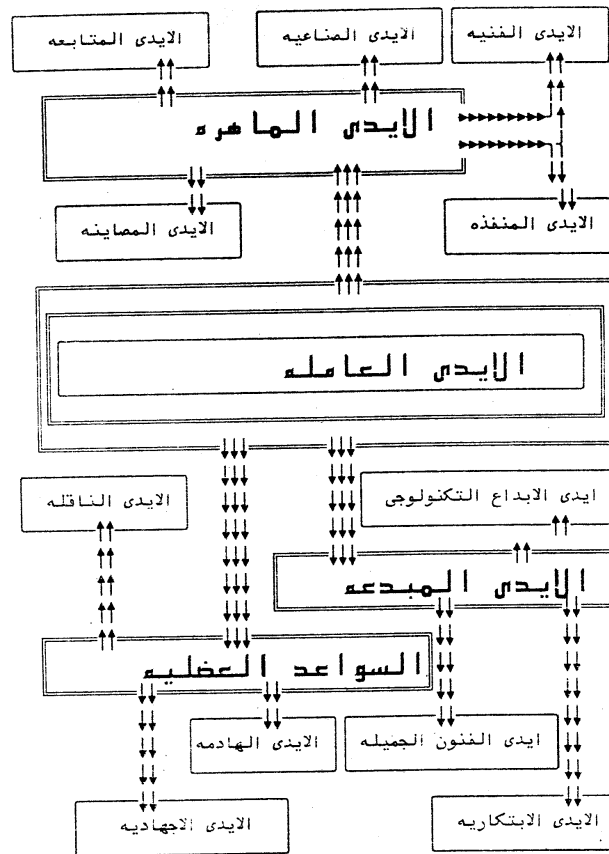 الايدى الفنيه
الايدى الصناعيه
الايدى المتابعه
الايدى الماهره
الايدى المنفذه
الايدى المصاينه
الايدى العامله
ايدى الابداع التكنولوجى
الايدى الناقله
الايدى المبدعه
السواعد العضليه
ايدى الفنون الجميله
الايدى الهادمه
الايدى الابتكاريه
الايدى الاجهاديه